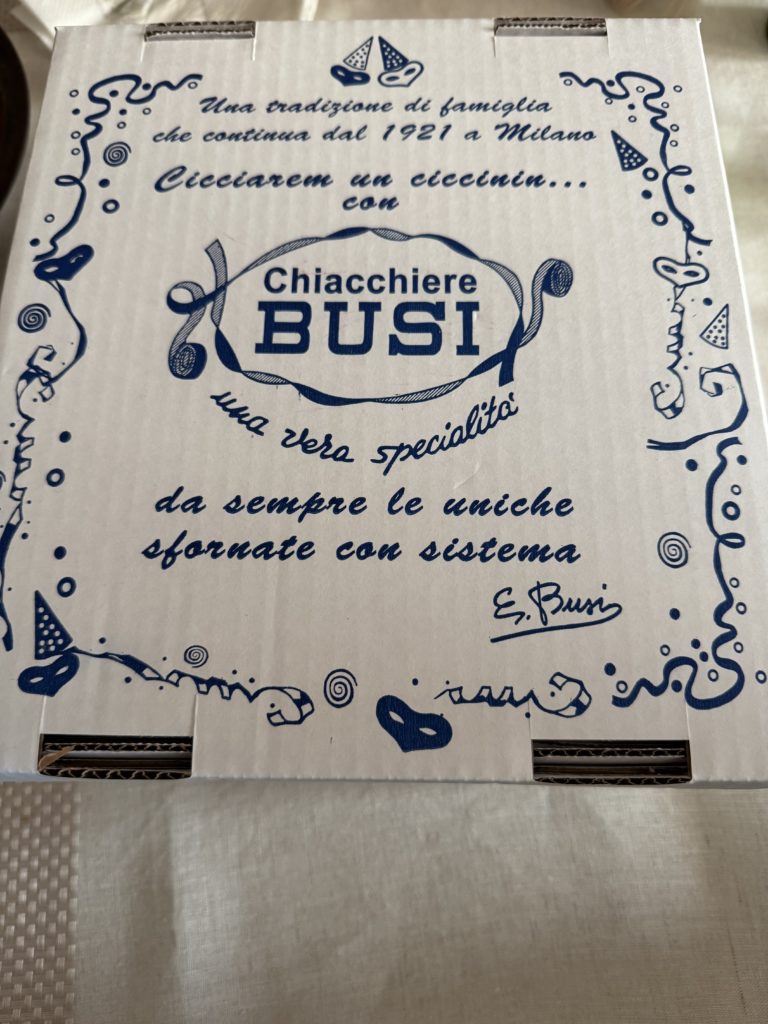 Una tradizione di famiglia
che continua dal 1921 a Milano
Cicciarem un ciccinin...
con
Chiacchiere
BUSI
una vera specialità
da sempre le uniche
sfornate con sistema
E. Busi